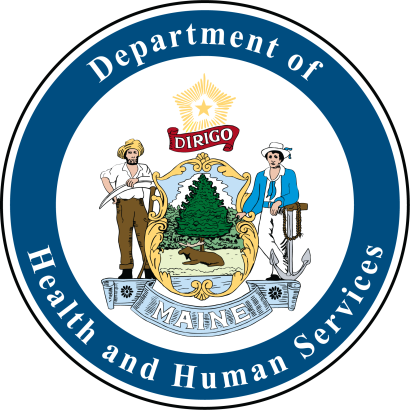 Department of
DIRIGO
MAINE
Health and Human Services